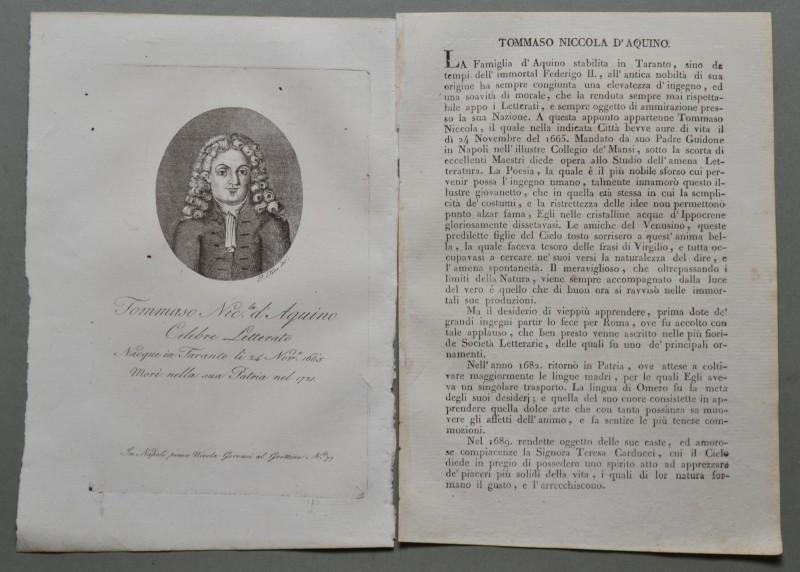 Tommaso Nic.la d'Aquino
Celebre Letterato
Nacque in Taranto li 24 Nov.e 1665
Morì nella sua Patria nel 1721.
In Napoli presso Nicola Gervasi al Gigante N.o 77
TOMMASO NICCOLA D'AQUINO.
LA Famiglia d'Aquino stabilita in Taranto, sino da
tempi dell'immortal Federigo II., all'antica nobiltà di sua
origine ha sempre congiunta una elevatezza d'ingegno, ed
una soavità di morale, che la renduta sempre mai rispetta-
bile appo i Letterati, e sempre oggetto di ammirazione pres-
so la sua Nazione. A questa appunto appartenne Tommaso
Niccola, il quale nella indicata Città bevve aure di vita il
dì 24 Novembre del 1665. Mandato da suo Padre Guidone
in Napoli nell'illustre Collegio de' Mansi, sotto la scorta di
eccellenti Maestri diede opera allo Studio dell'amena Let-
teratura. La Poesia, la quale è il più nobile sforzo cui per-
venir possa l'ingegno umano, talmente innamorò questo il-
lustre giovanetto, che in quella età stessa in cui la sempli-
cità de' costumi, e la ristrettezza delle idee non permettono
punto alzar fama, Egli nelle cristalline acque d'Ippocrene
gloriosamente dissetavasi. Le amiche del Venusino, queste
predilette figlie del Cielo tosto sorrisero a quest'anima bel-
la, la quale faceva tesoro delle frasi di Virgilio, e tutta oc-
cupavasi a cercare ne' suoi versi la naturalezza del dire, e
l'amena spontaneità. Il meraviglioso, che oltrepassando i
limiti della Natura, viene sempre accompagnato dalla luce
del vero è quello che di buon ora si ravvisò nelle immor-
tali sue produzioni.
Ma il desiderio di vieppiù apprendere, prima dote de'
grandi ingegni partir lo fece per Roma, ove fu accolto con
tale applauso, che ben presto venne ascritto nelle più fiori-
de Società Letterarie, delle quali fu uno de' principali or-
namenti.
Nell'anno 1682. ritornò in Patria, ove attese a colti-
vare maggiormente le lingue madri, per le quali Egli ave-
va un singolare trasporto. La lingua di Omero fu la meta
degli suoi desiderj; e quella del suo cuore consistette in ap-
prendere quella dolce arte che con tanta possanza sa muo-
vere gli affetti dell'animo, e fa sentire le più tenere com-
mozioni.
Nel 1689. rendette oggetto delle sue caste, ed amoro-
se compiacenze la Signora Teresa Carducci, cui il Cielo
diede in pregio di possedere uno spirito atto ad apprezzare
de' piaceri più solidi della vita, i quali di lor natura for-
mano il gusto, e l'arrecchiscono.